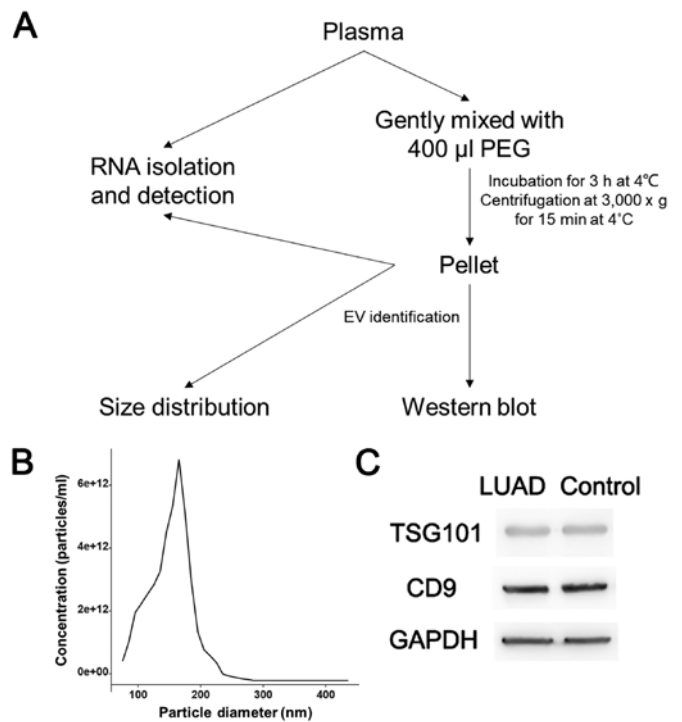 A
Plasma
Gently mixed with
400 µl PEG
RNA isolation
and detection
Incubation for 3 h at 4℃
Centrifugation at 3,000 x g
for 15 min at 4˚C
Pellet
EV identification
Size distribution
Western blot
B
Concentration (particles/ml)
6e+12
4e+12
2e+12
0e+00
100
200
300
400
Particle diameter (nm)
C
LUAD Control
TSG101
CD9
GAPDH